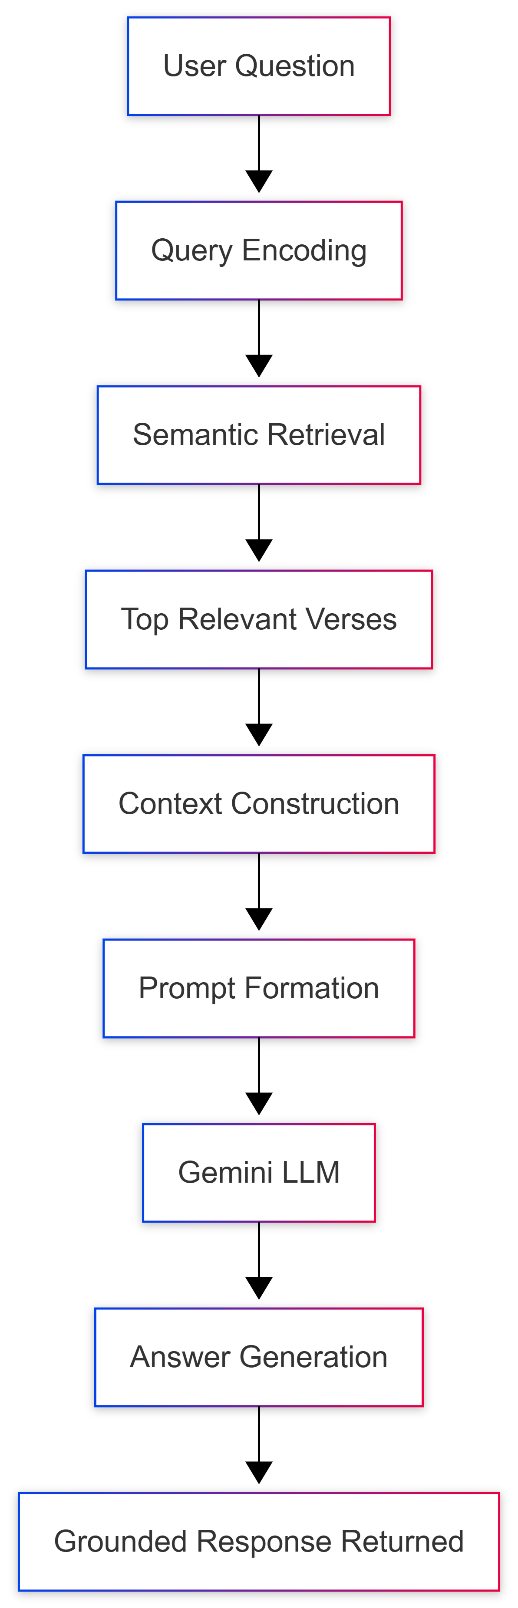 User Question
Query Encoding
Semantic Retrieval
Top Relevant Verses
Context Construction
Prompt Formation
Gemini LLM
Answer Generation
Grounded Response Returned